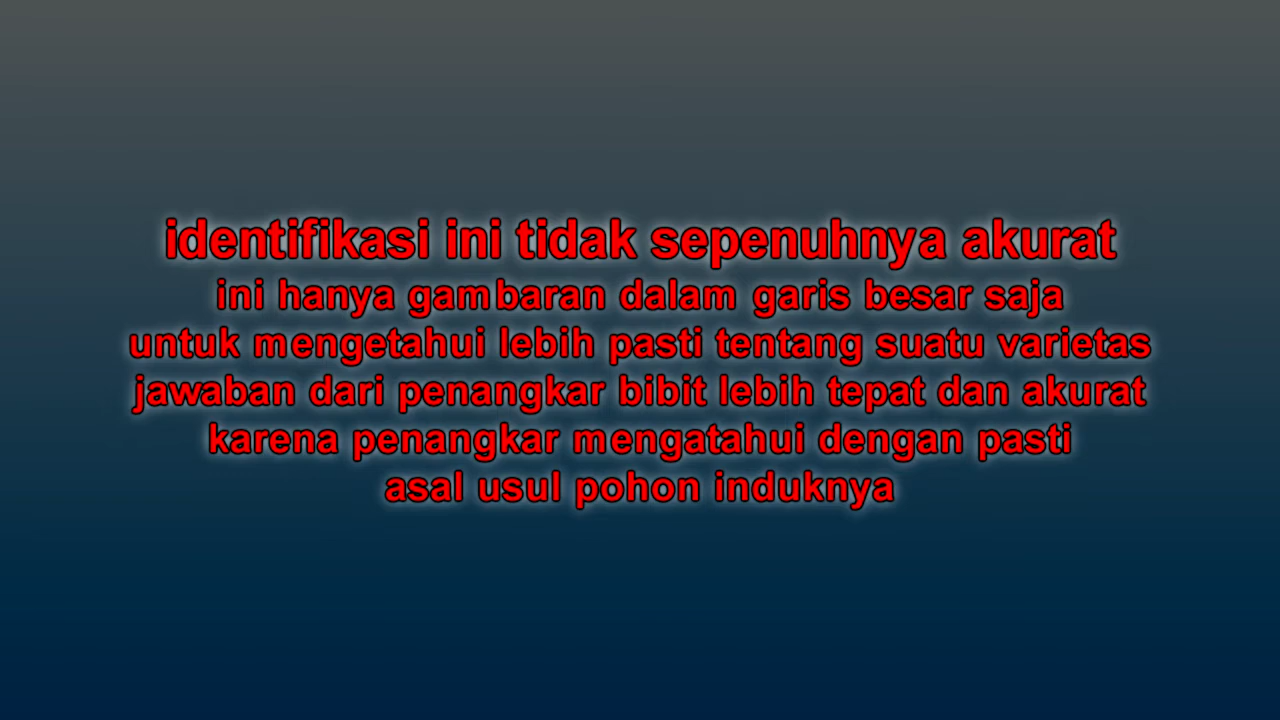 identifikasi ini tidak sepenuhnya akurat
ini hanya gambaran dalam garis besar saja
untuk mengetahui lebih pasti tentang suatu varietas
jawaban dari penangkar bibit lebih tepat dan akurat
karena penangkar mengatahui dengan pasti
asal usul pohon induknya